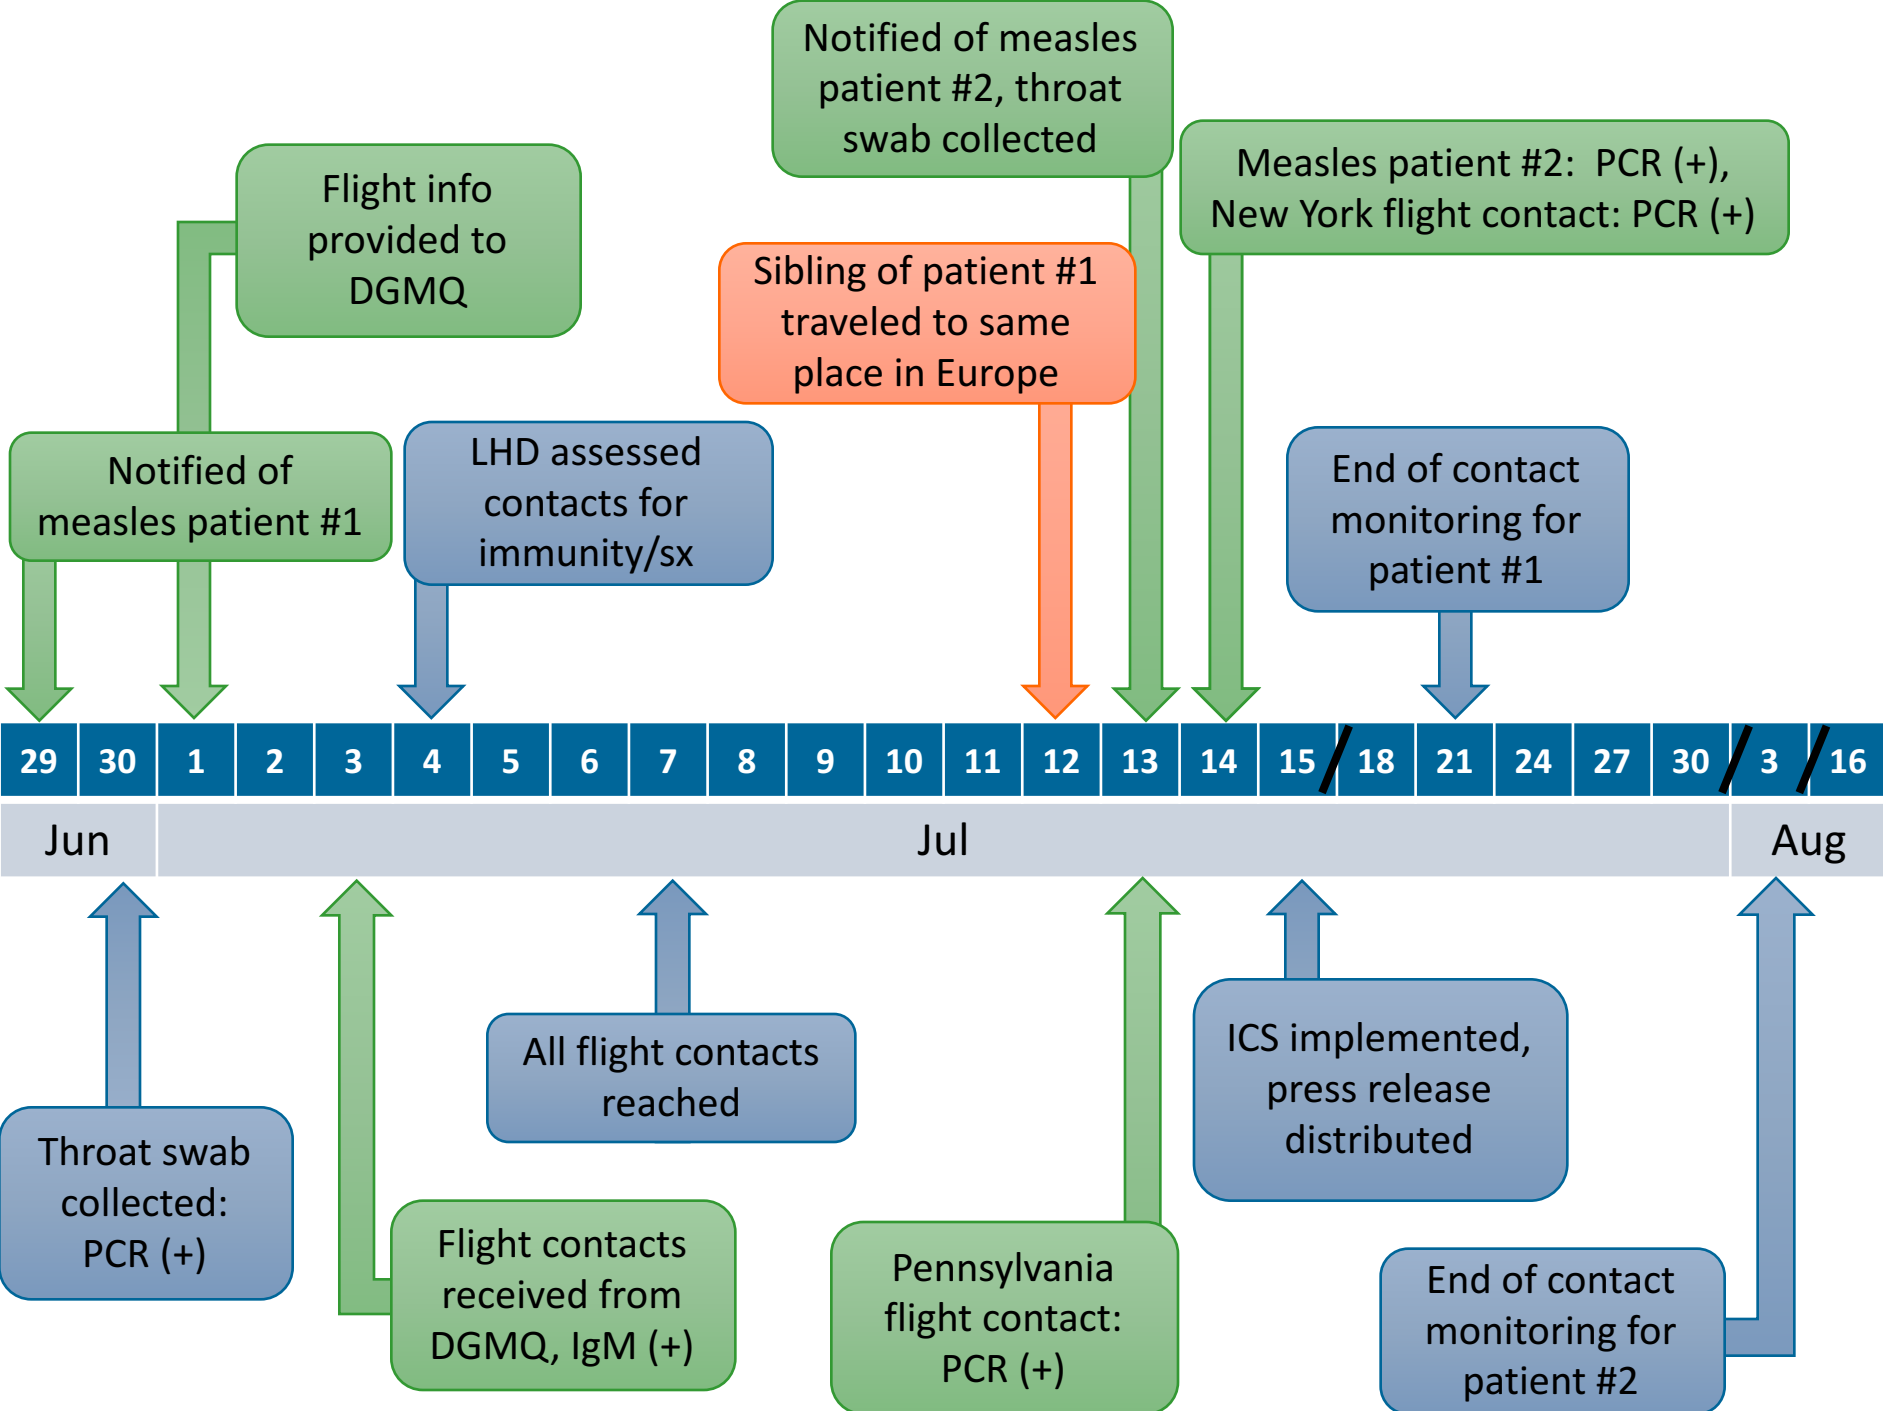 Notified of measles
patient #2, throat
swab collected
Measles patient #2:  PCR (+),
New York flight contact: PCR (+)
Flight info
provided to
DGMQ
Sibling of patient #1
traveled to same
place in Europe
Notified of
measles patient #1
LHD assessed
contacts for
immunity/sx
End of contact
monitoring for
patient #1
29 30 1 2 3 4 5 6 7 8 9 10 11 12 13 14 15 18 21 24 27 30 3 16
Jun Jul Aug
Throat swab
collected:
PCR (+)
Flight contacts
received from
DGMQ, IgM (+)
All flight contacts
reached
Pennsylvania
flight contact:
PCR (+)
ICS implemented,
press release
distributed
End of contact
monitoring for
patient #2